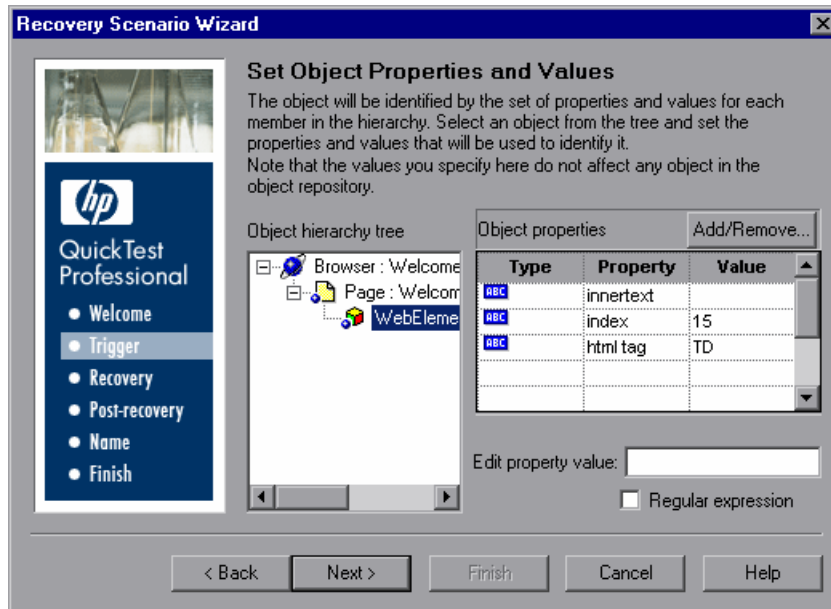 Recovery Scenario Wizard
Set Object Properties and Values
The object will be identified by the set of properties and values for each
member in the hierarchy. Select an object from the tree and set the
properties and values that will be used to identify it.
Note that the values you specify here do not affect any object in the
object repository.
hp
QuickTest
Professional
Welcome
Trigger
Recovery
Post-recovery
Name
Finish
Object hierarchy tree
Browser : Welcome
Page : Welcom
WebEleme
Object properties
Add/Remove...
Type Property Value
ABC innertext
ABC index 15
ABC html tag TD
Edit property value:
Regular expression
< Back
Next >
Finish
Cancel
Help